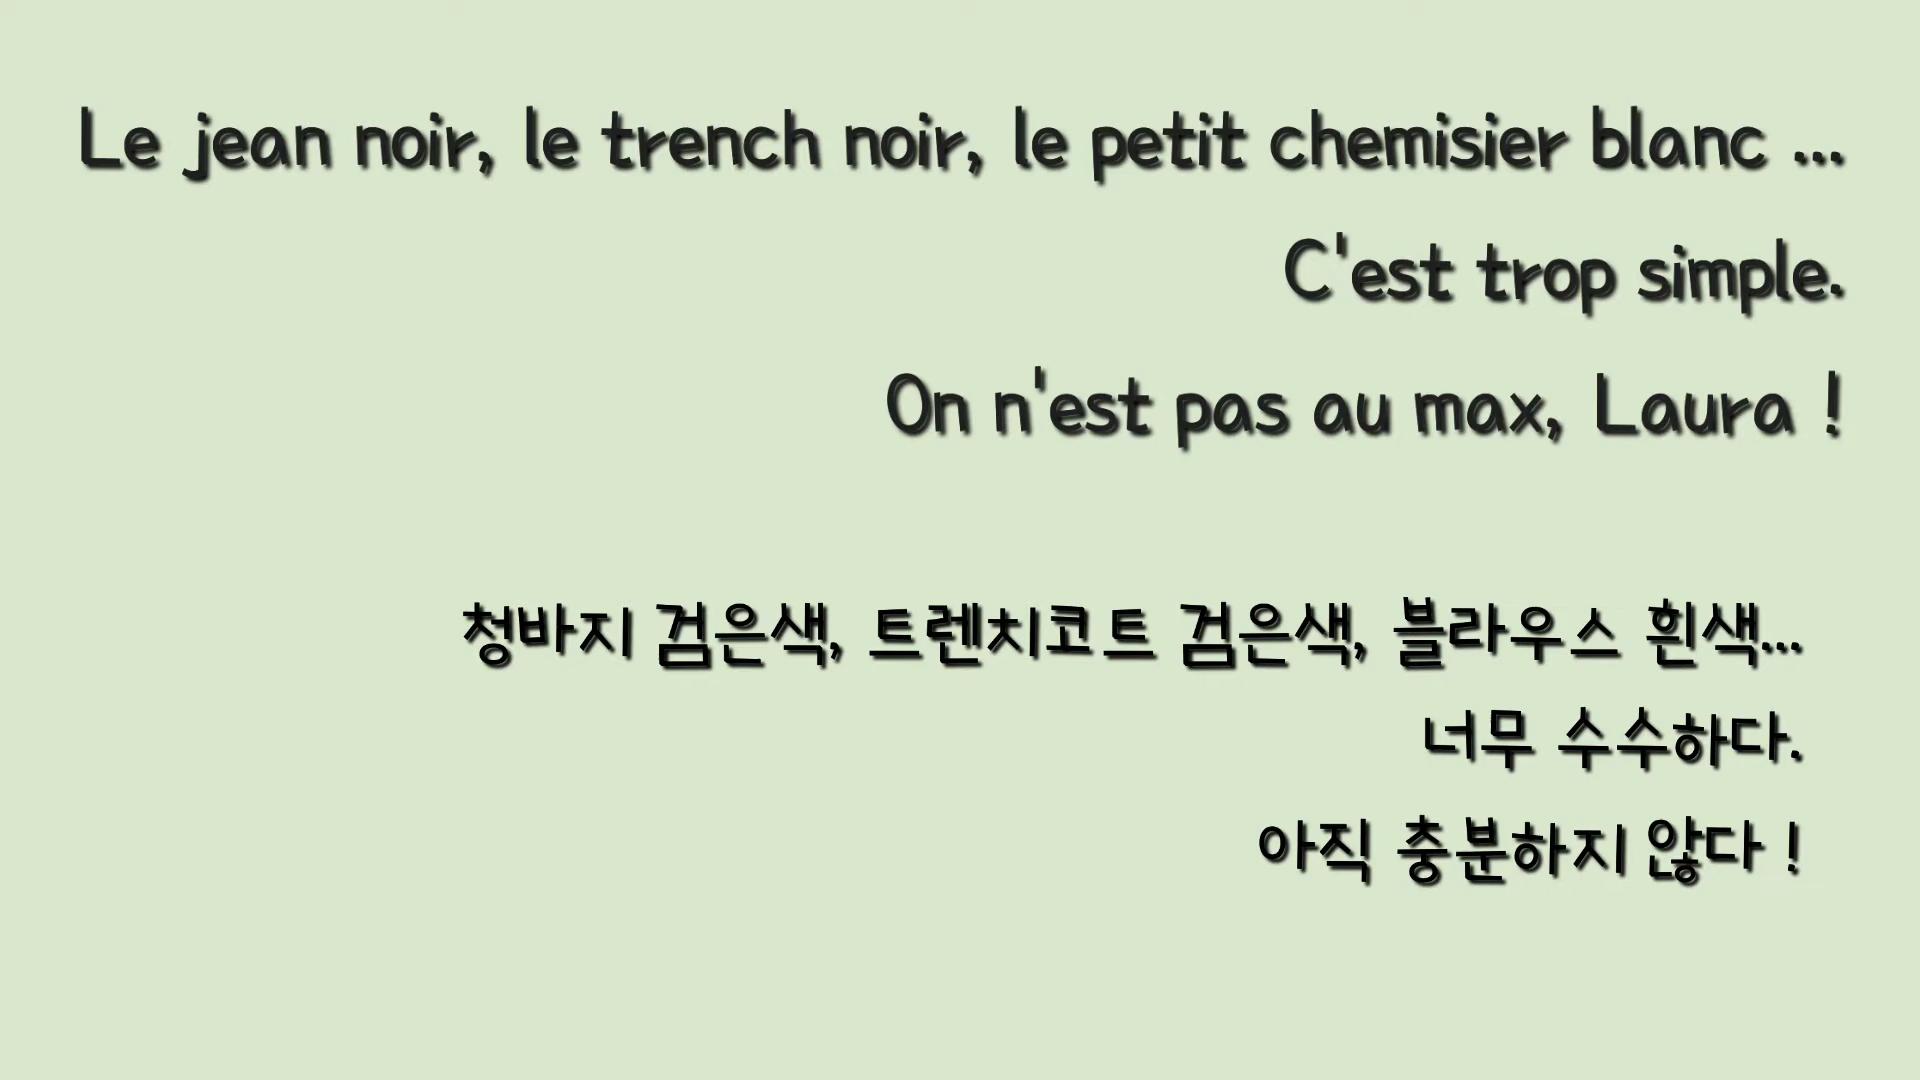 Le jean noir, le trench noir, le petit chemisier blanc ...
C'est trop simple.
On n'est pas au max, Laura !
청바지 검은색, 트렌치코트 검은색, 블라우스 흰색...
너무 수수하다.
아직 충분하지 않다 !